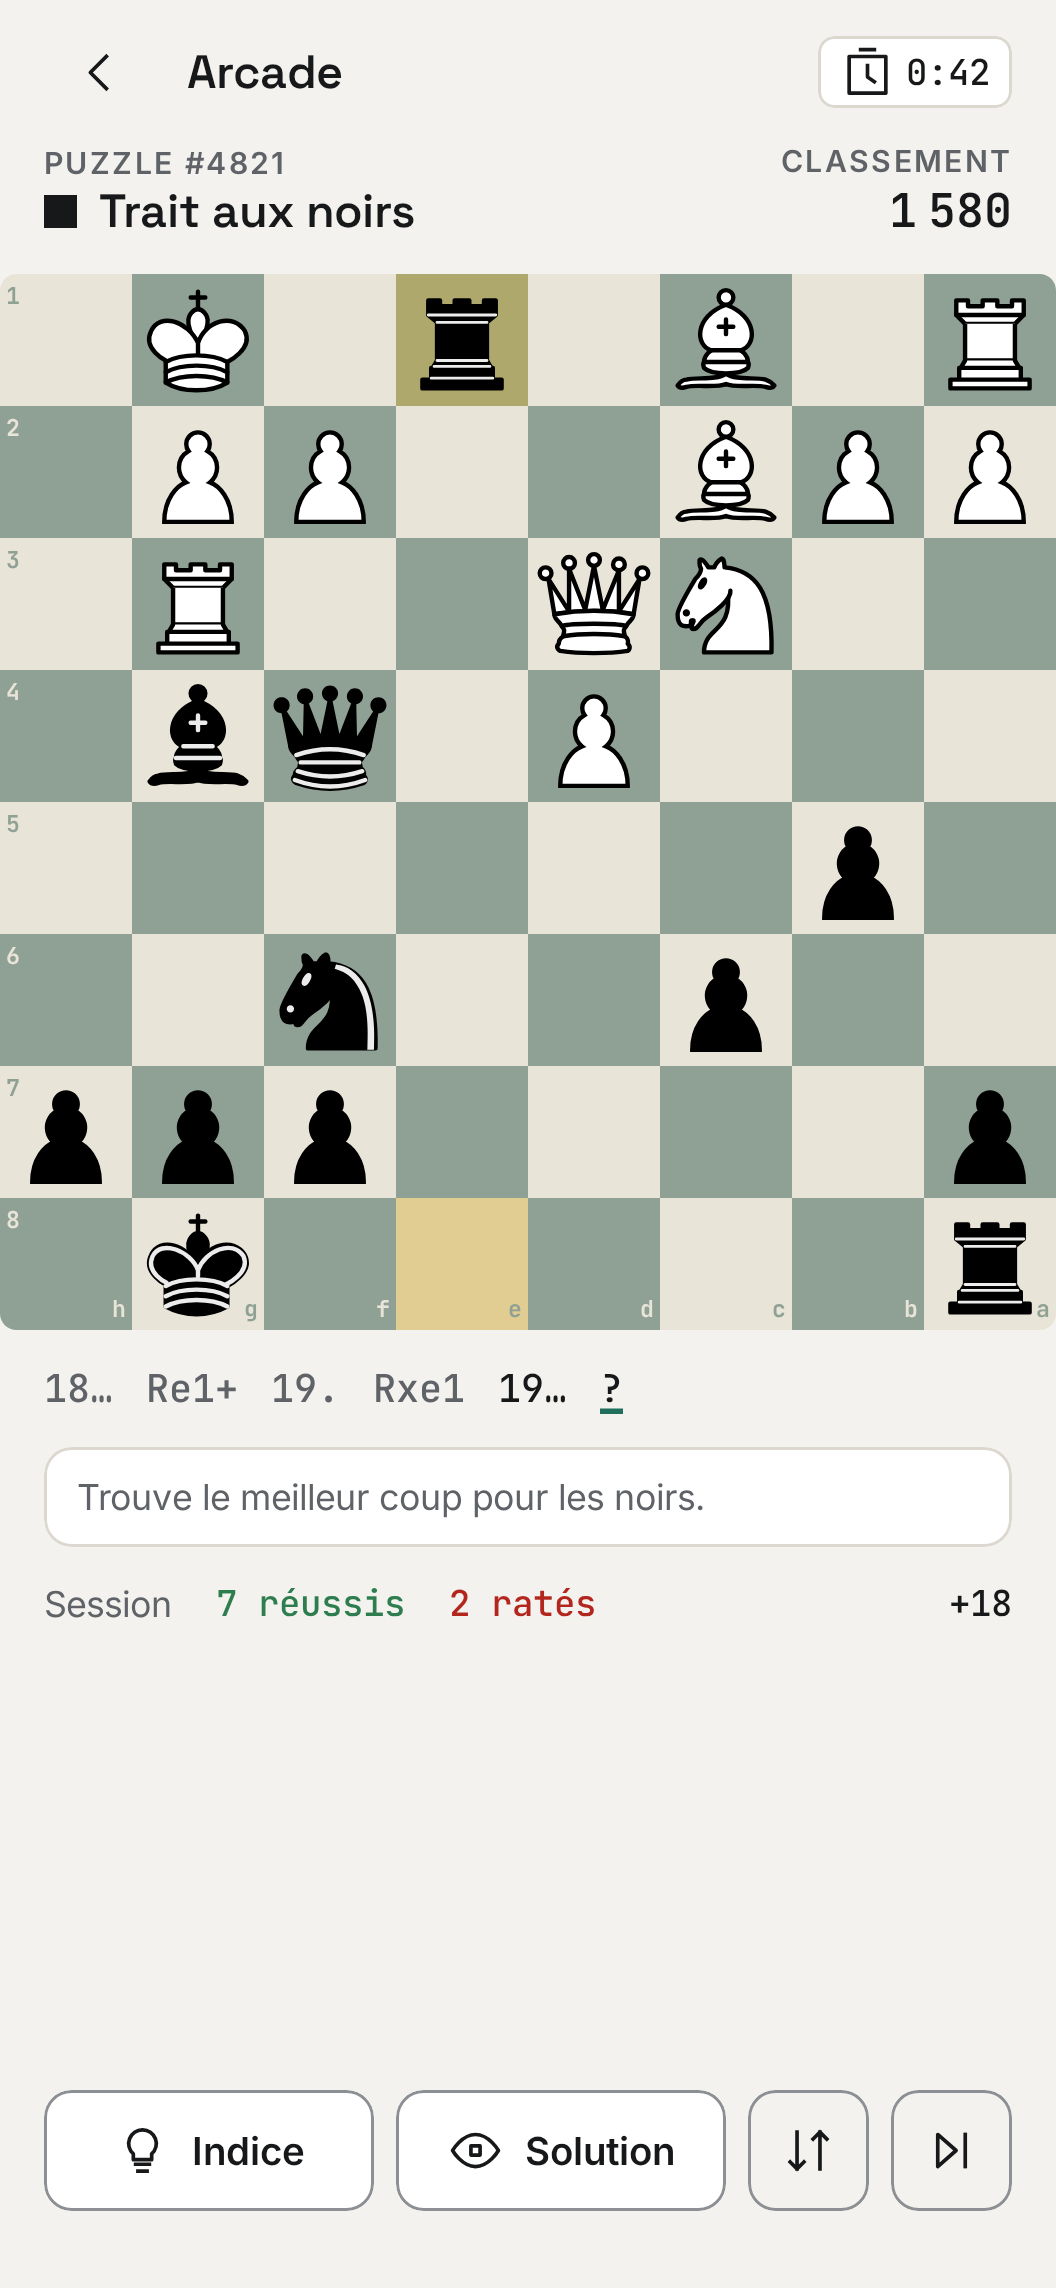 Arcade
0:42
PUZZLE #4821
CLASSEMENT
Trait aux noirs
1 580
1
2
3
4
5
6
7
8
h g f e d c b a
18… Re1+ 19. Rxe1 19… ?
Trouve le meilleur coup pour les noirs.
Session 7 réussis 2 ratés +18
Indice
Solution